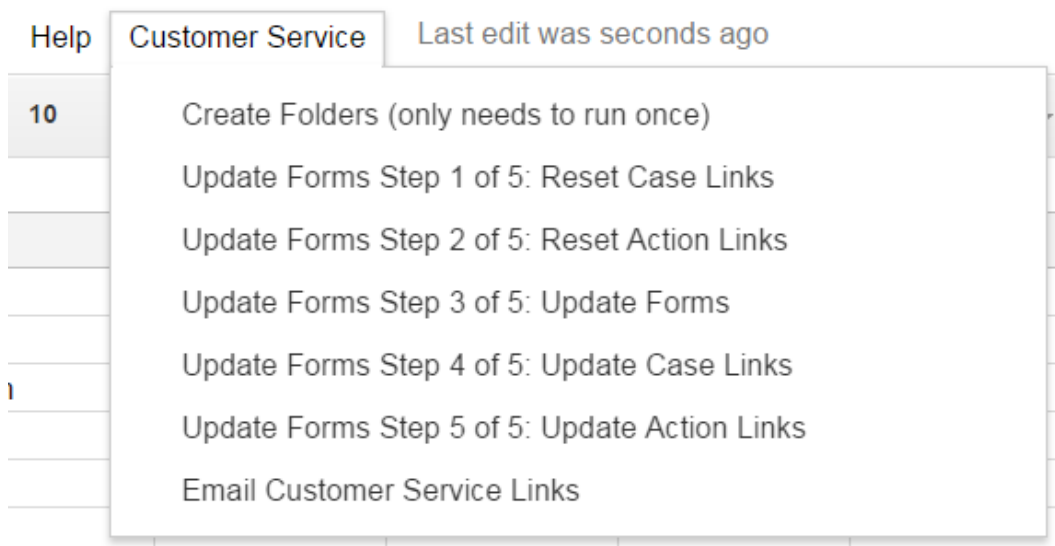 Help Customer Service Last edit was seconds ago
10
Create Folders (only needs to run once)
Update Forms Step 1 of 5: Reset Case Links
Update Forms Step 2 of 5: Reset Action Links
Update Forms Step 3 of 5: Update Forms
Update Forms Step 4 of 5: Update Case Links
Update Forms Step 5 of 5: Update Action Links
Email Customer Service Links